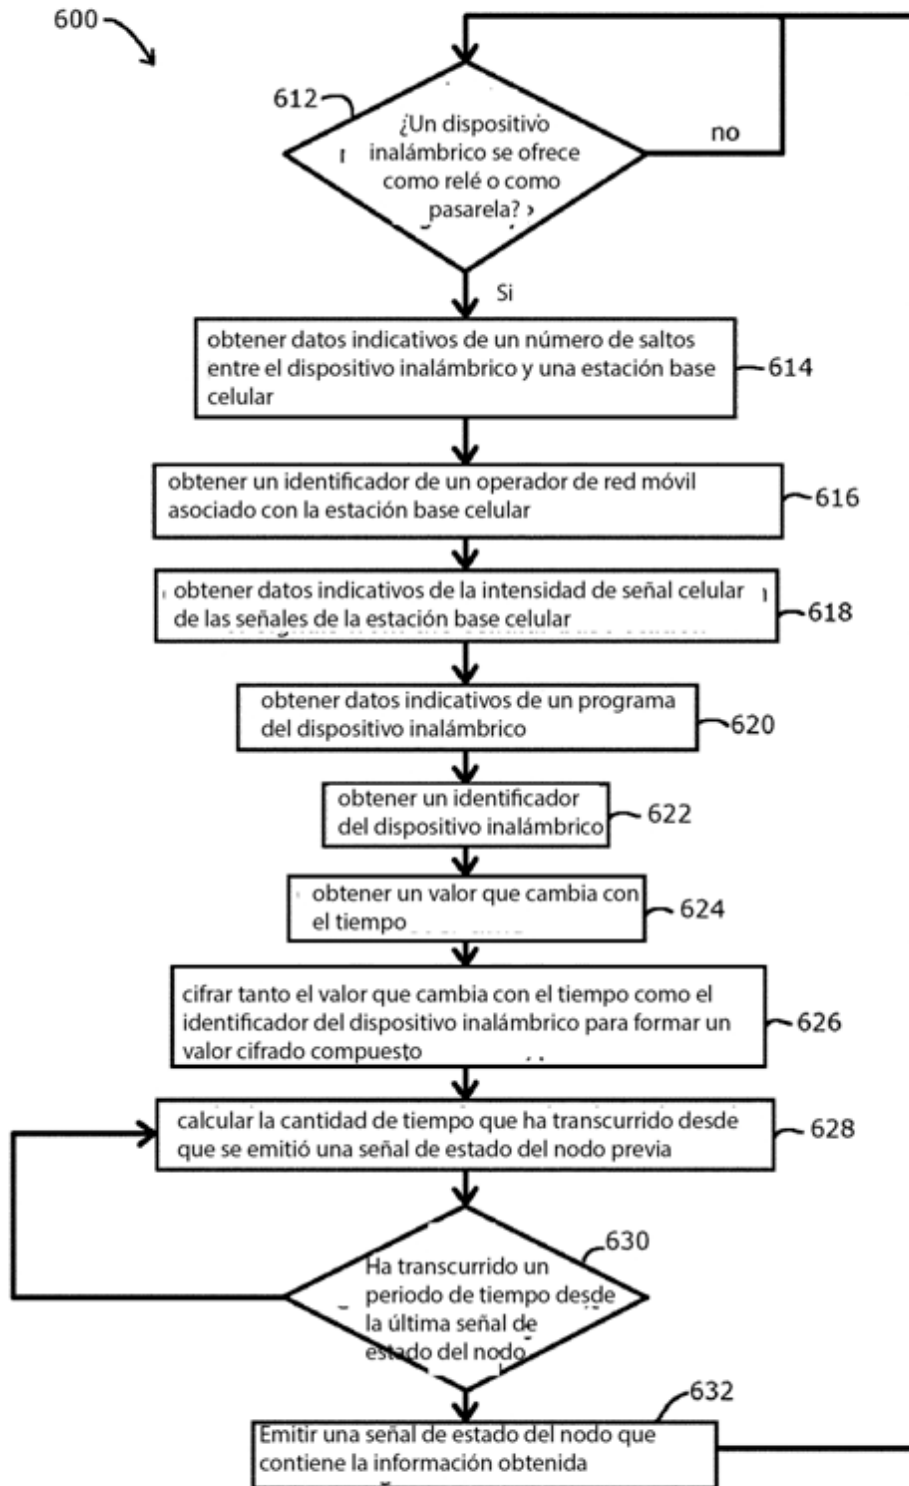 600
612
¿Un dispositivo
inalámbrico se ofrece
como relé o como
pasarela?
no
Si
obtener datos indicativos de un número de saltos
entre el dispositivo inalámbrico y una estación base
celular
614
obtener un identificador de un operador de red móvil
asociado con la estación base celular
616
obtener datos indicativos de la intensidad de señal celular
de las señales de la estación base celular
618
obtener datos indicativos de un programa
del dispositivo inalámbrico
620
obtener un identificador
del dispositivo inalámbrico
622
obtener un valor que cambia con
el tiempo
624
cifrar tanto el valor que cambia con el tiempo como el
identificador del dispositivo inalámbrico para formar un
valor cifrado compuesto
626
calcular la cantidad de tiempo que ha transcurrido desde
que se emitió una señal de estado del nodo previa
628
630
Ha transcurrido un
periodo de tiempo desde
la última señal de
estado del nodo
632
Emitir una señal de estado del nodo que
contiene la información obtenida